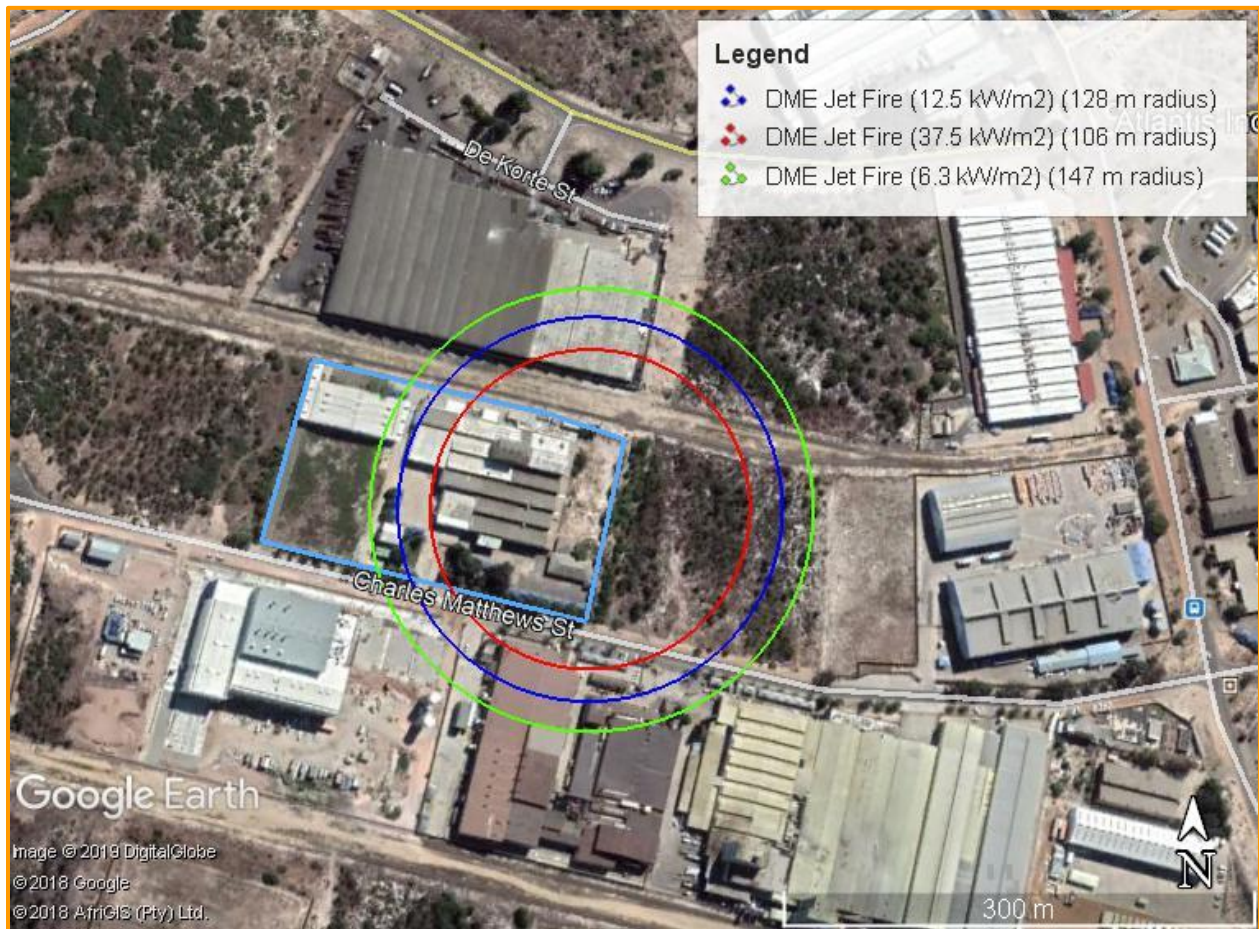 Legend
DME Jet Fire (12.5 kW/m2) (128 m radius)
DME Jet Fire (37.5 kW/m2) (106 m radius)
DME Jet Fire (6.3 kW/m2) (147 m radius)
Atlantis Ind
De Korte St
Charles Matthews St
Google Earth
Image © 2019 DigitalGlobe
© 2018 Google
© 2018 AfriGIS (Pty) Ltd.
N
300 m